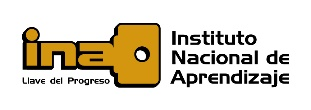 ina
Llave del Progreso
Instituto
Nacional de
Aprendizaje